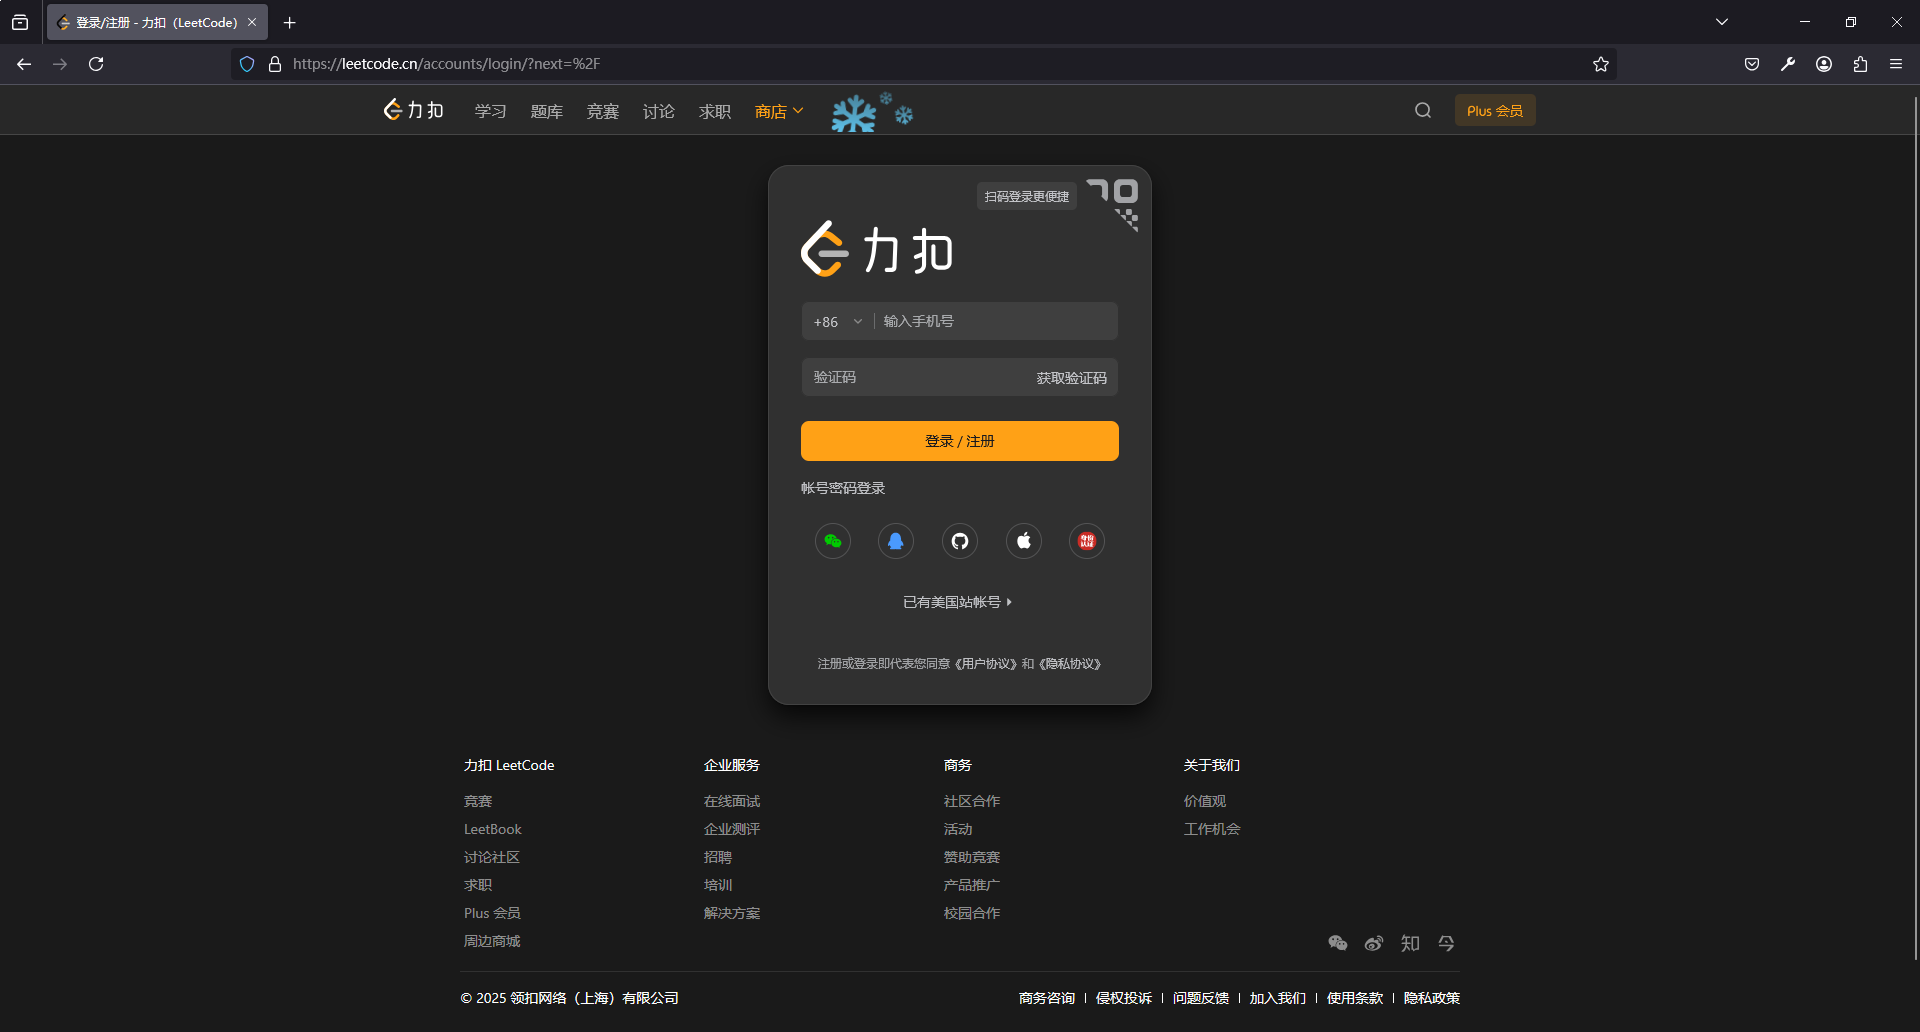 登录/注册 - 力扣（LeetCode）
https://leetcode.cn/accounts/login/?next=%2F
力扣 学习 题库 竞赛 讨论 求职 商店 Plus 会员
扫码登录更便捷
力扣
+86 输入手机号
验证码 获取验证码
登录 / 注册
帐号密码登录
身份认证
已有美国站帐号
注册或登录即代表您同意《用户协议》和《隐私协议》
力扣 LeetCode
竞赛
LeetBook
讨论社区
求职
Plus 会员
周边商城
企业服务
在线面试
企业测评
招聘
培训
解决方案
商务
社区合作
活动
赞助竞赛
产品推广
校园合作
关于我们
价值观
工作机会
知
© 2025 领扣网络（上海）有限公司
商务咨询 | 侵权投诉 | 问题反馈 | 加入我们 | 使用条款 | 隐私政策